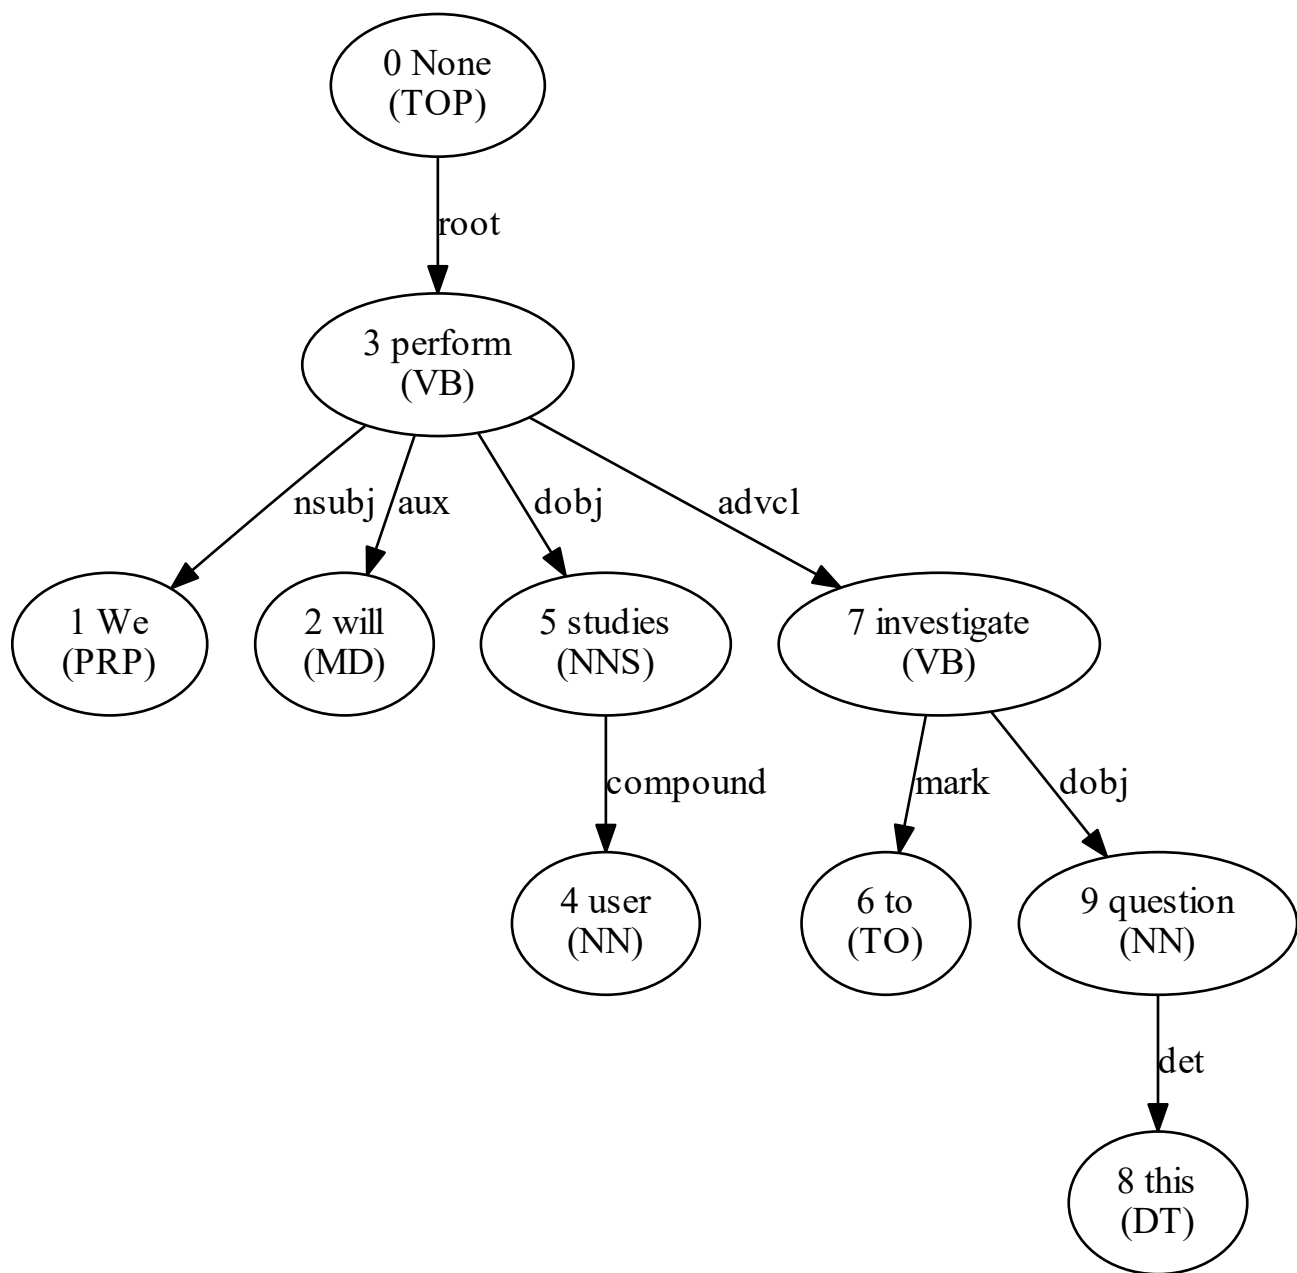 0 None
(TOP)
root
3 perform
(VB)
nsubj
aux
dobj
advcl
1 We
(PRP)
2 will
(MD)
5 studies
(NNS)
7 investigate
(VB)
compound
mark
dobj
4 user
(NN)
6 to
(TO)
9 question
(NN)
det
8 this
(DT)